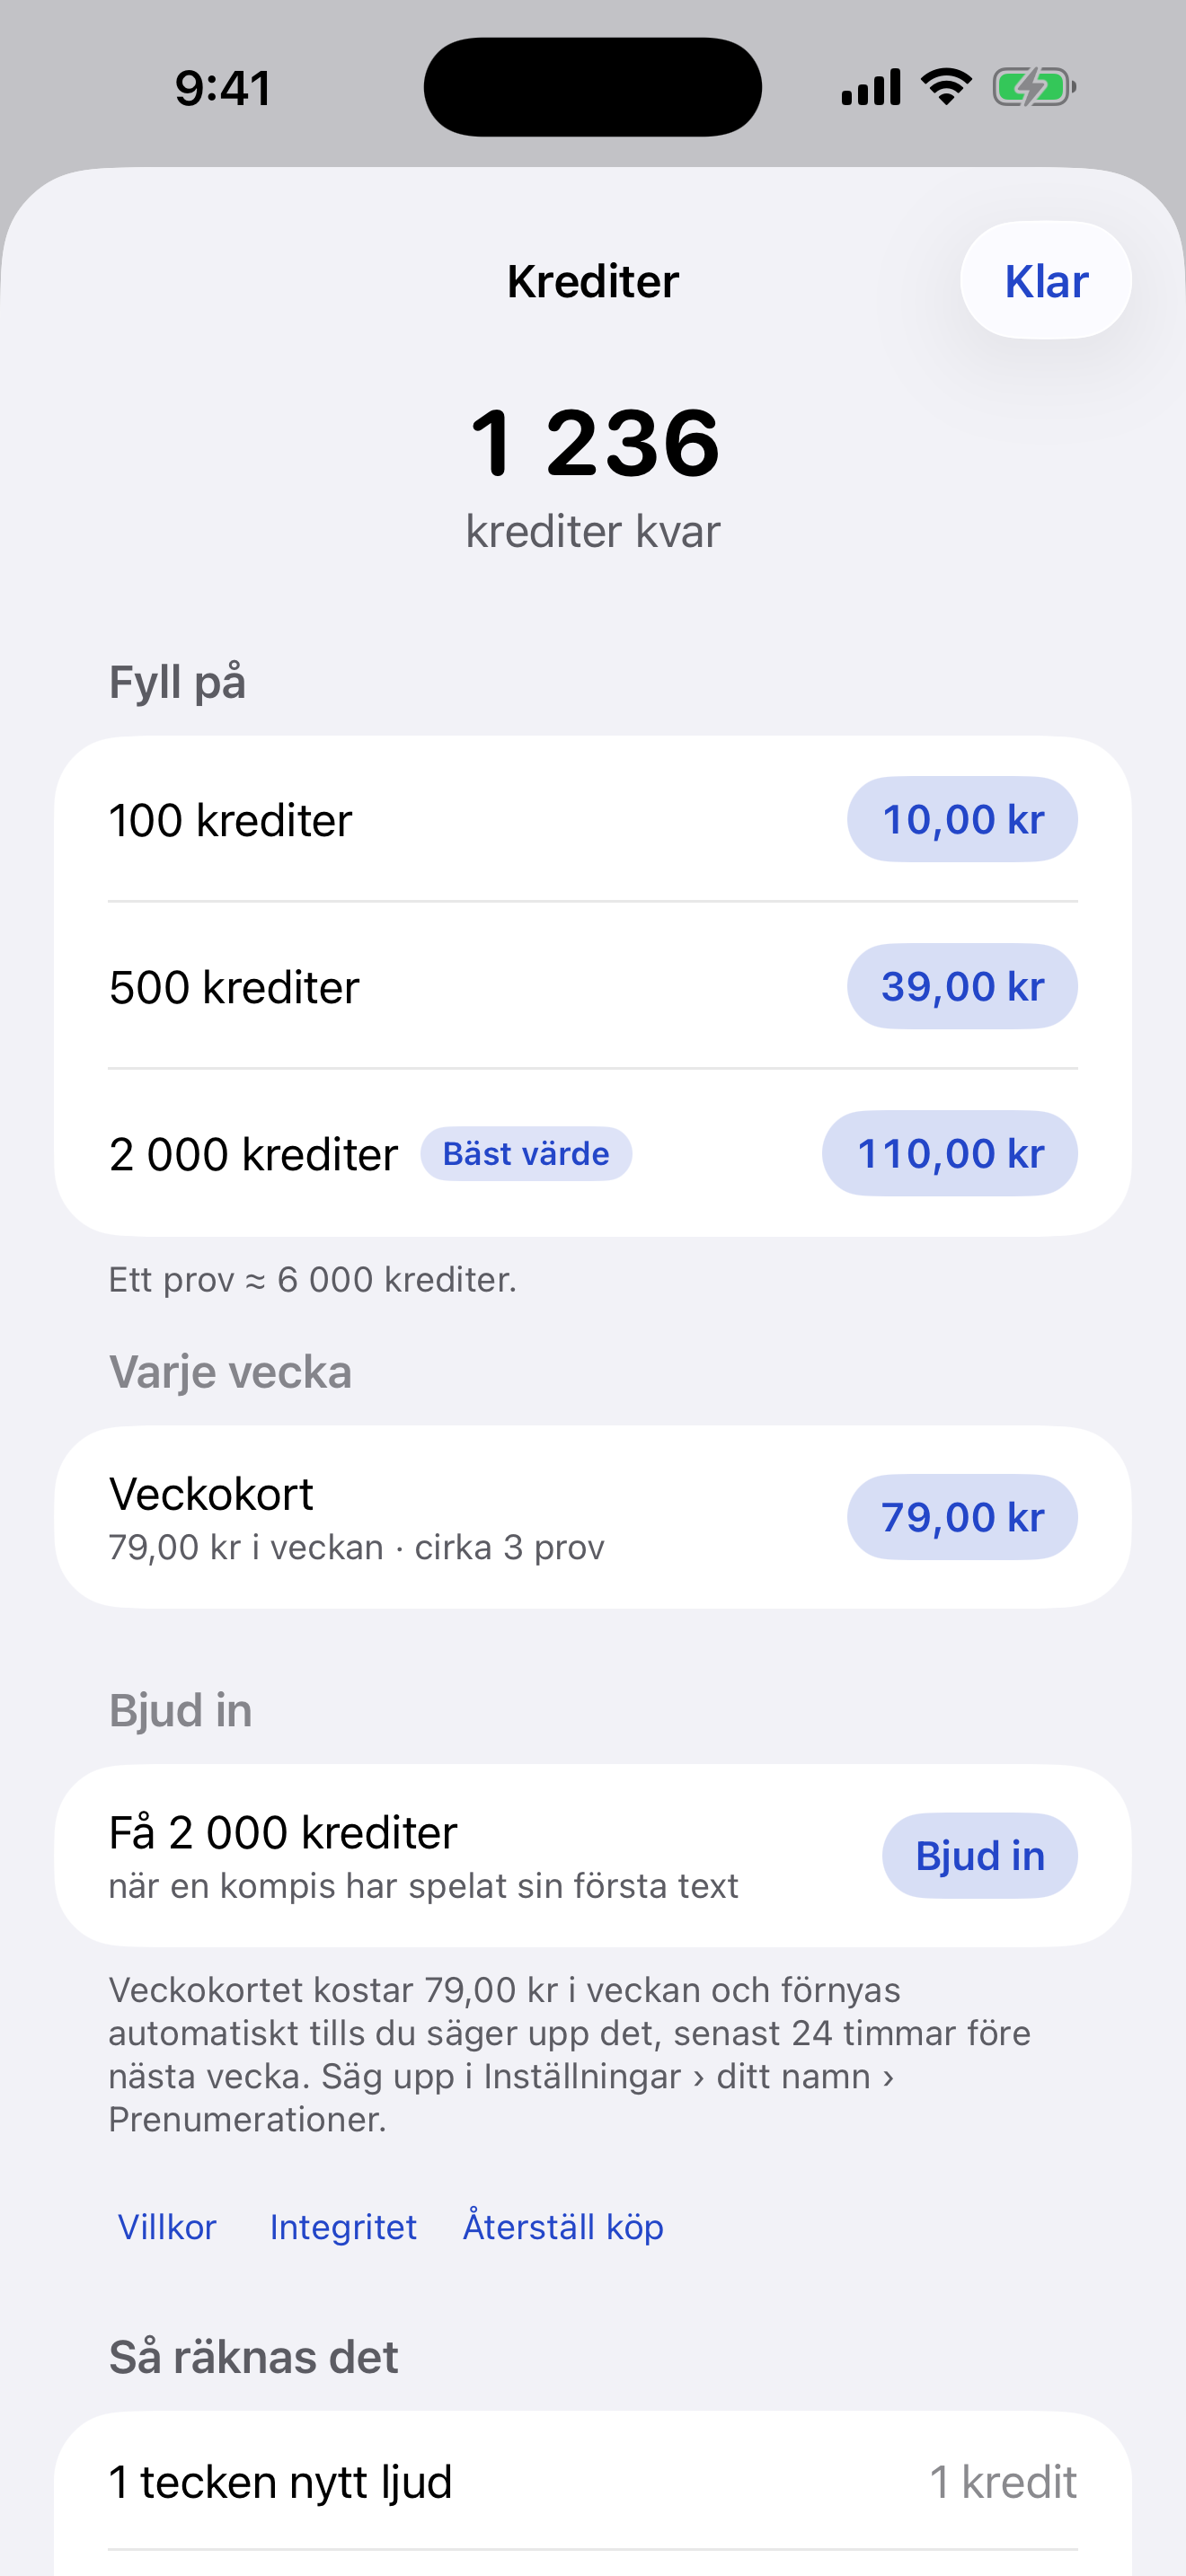 9:41
Krediter
Klar
1 236
krediter kvar
Fyll på
100 krediter
10,00 kr
500 krediter
39,00 kr
2 000 krediter
Bäst värde
110,00 kr
Ett prov ≈ 6 000 krediter.
Varje vecka
Veckokort
79,00 kr i veckan · cirka 3 prov
79,00 kr
Bjud in
Få 2 000 krediter
när en kompis har spelat sin första text
Bjud in
Veckokortet kostar 79,00 kr i veckan och förnyas
automatiskt tills du säger upp det, senast 24 timmar före
nästa vecka. Säg upp i Inställningar › ditt namn ›
Prenumerationer.
Villkor
Integritet
Återställ köp
Så räknas det
1 tecken nytt ljud
1 kredit